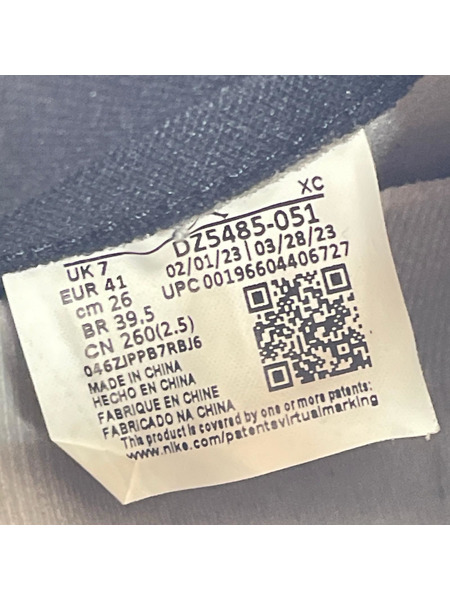 XC
UK 7
DZ5485-051
EUR 41
02/01/23 | 03/28/23
cm 26
UPC 00196604406727
BR 39.5
CN 260(2.5)
Q46ZJPPB7RBJ6
MADE IN CHINA
HECHO EN CHINA
FABRIQUE EN CHINE
FABRICADO NA CHINA
This product is covered by one or more patents:
www.nike.com/patentsvirtualmarking